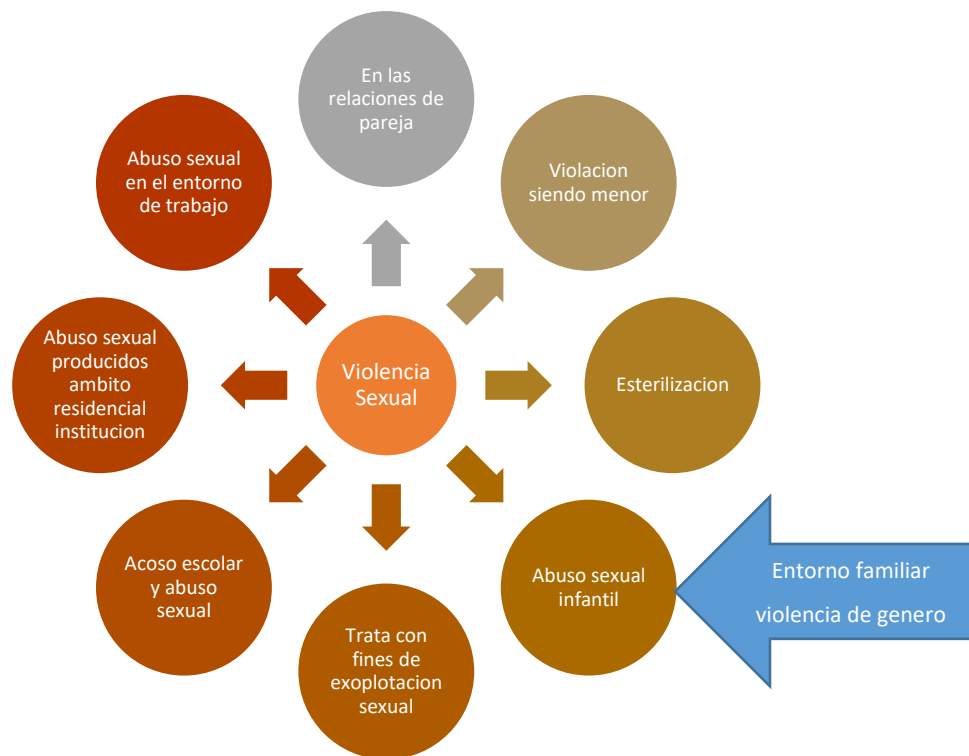 En las
relaciones de
pareja
Abuso sexual
en el entorno
de trabajo
Violacion
siendo menor
Abuso sexual
producidos
ambito
residencial
institucion
Violencia
Sexual
Esterilizacion
Acoso escolar
y abuso
sexual
Trata con
fines de
exoplotacion
sexual
Abuso sexual
infantil
Entorno familiar
violencia de genero